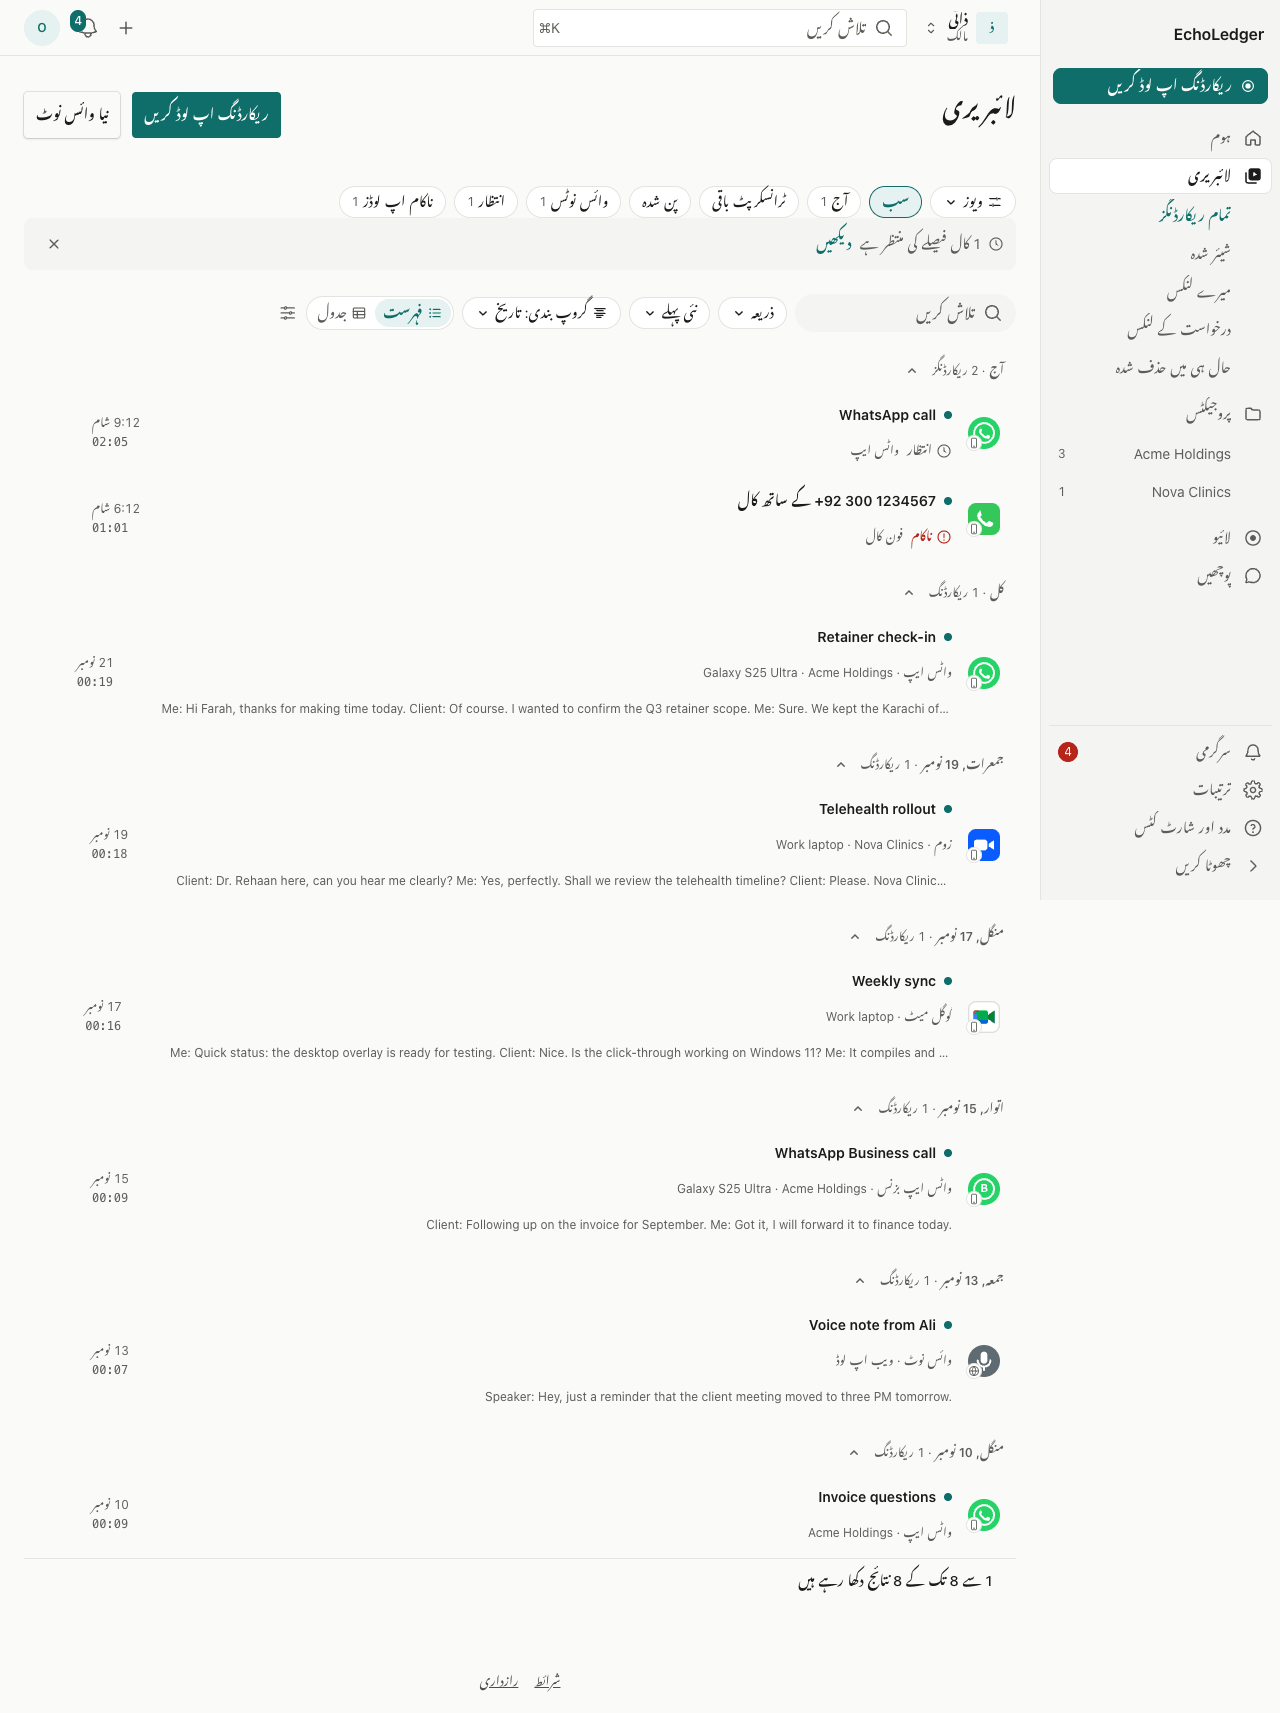 EchoLedger
ریکارڈنگ اپ لوڈ کریں
ہوم
لائبریری
تمام ریکارڈنگز
شیئر شدہ
میرے لنکس
درخواست کے لنکس
حال ہی میں حذف شدہ
پروجیکٹس
Acme Holdings 3
Nova Clinics 1
لائیو
پوچھیں
سرگرمی 4
ترتیبات
مدد اور شارٹ کٹس
چھوٹا کریں
ذ ذاتی
مالک
تلاش کریں ⌘K
4
O
لائبریری
ریکارڈنگ اپ لوڈ کریں
نیا وائس نوٹ
ویوز سب آج 1 ٹرانسکرپٹ باقی پن شدہ وائس نوٹس 1 انتظار 1 ناکام اپ لوڈز 1
1 کال فیصلے کی منتظر ہے دیکھیں
تلاش کریں ذریعہ نئی پہلے گروپ بندی: تاریخ فہرست جدول
آج · 2 ریکارڈنگز
WhatsApp call
انتظار واٹس ایپ
9:12 شام
02:05
+92 300 1234567 کے ساتھ کال
ناکام فون کال
6:12 شام
01:01
کل · 1 ریکارڈنگ
Retainer check-in
واٹس ایپ · Galaxy S25 Ultra · Acme Holdings
Me: Hi Farah, thanks for making time today. Client: Of course. I wanted to confirm the Q3 retainer scope. Me: Sure. We kept the Karachi of...
21 نومبر
00:19
جمعرات, 19 نومبر · 1 ریکارڈنگ
Telehealth rollout
زوم · Work laptop · Nova Clinics
Client: Dr. Rehaan here, can you hear me clearly? Me: Yes, perfectly. Shall we review the telehealth timeline? Client: Please. Nova Clinic...
19 نومبر
00:18
منگل, 17 نومبر · 1 ریکارڈنگ
Weekly sync
گوگل میٹ · Work laptop
Me: Quick status: the desktop overlay is ready for testing. Client: Nice. Is the click-through working on Windows 11? Me: It compiles and ...
17 نومبر
00:16
اتوار, 15 نومبر · 1 ریکارڈنگ
WhatsApp Business call
واٹس ایپ بزنس · Galaxy S25 Ultra · Acme Holdings
Client: Following up on the invoice for September. Me: Got it, I will forward it to finance today.
15 نومبر
00:09
جمعہ, 13 نومبر · 1 ریکارڈنگ
Voice note from Ali
وائس نوٹ · ویب اپ لوڈ
Speaker: Hey, just a reminder that the client meeting moved to three PM tomorrow.
13 نومبر
00:07
منگل, 10 نومبر · 1 ریکارڈنگ
Invoice questions
واٹس ایپ · Acme Holdings
10 نومبر
00:09
1 سے 8 تک کے 8 نتائج دکھا رہے ہیں
شرائط رازداری